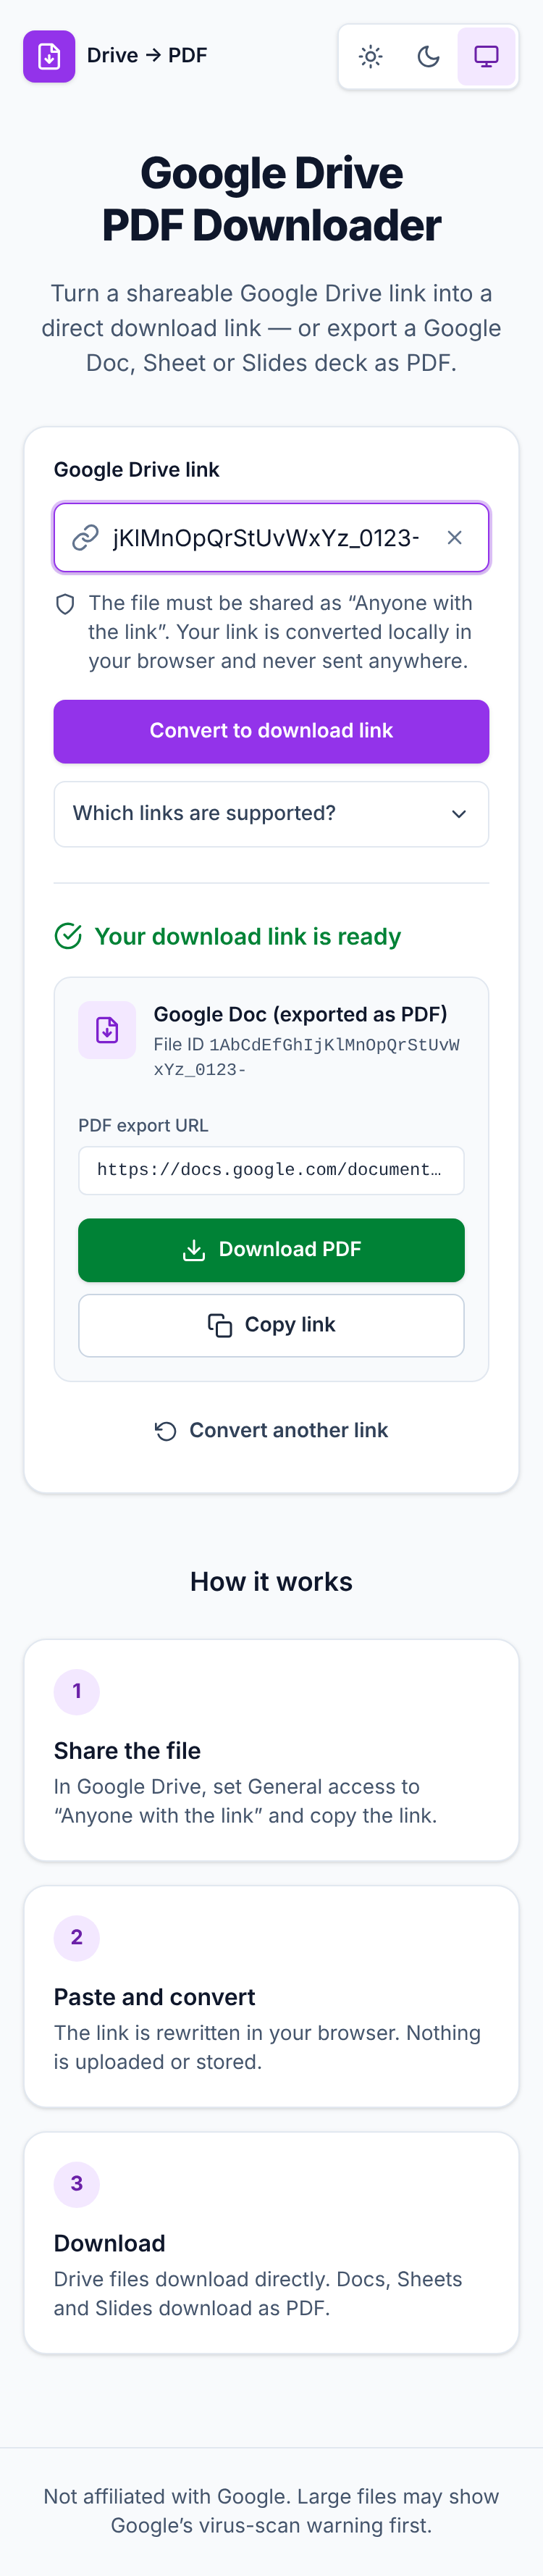 Drive → PDF
Google Drive
PDF Downloader
Turn a shareable Google Drive link into a
direct download link — or export a Google
Doc, Sheet or Slides deck as PDF.
Google Drive link
jKlMnOpQrStUvWxYz_0123-
The file must be shared as “Anyone with
the link”. Your link is converted locally in
your browser and never sent anywhere.
Convert to download link
Which links are supported?
Your download link is ready
Google Doc (exported as PDF)
File ID 1AbCdEfGhIjKlMnOpQrStUvW
xYz_0123-
PDF export URL
https://docs.google.com/document…
Download PDF
Copy link
Convert another link
How it works
1
Share the file
In Google Drive, set General access to
“Anyone with the link” and copy the link.
2
Paste and convert
The link is rewritten in your browser. Nothing
is uploaded or stored.
3
Download
Drive files download directly. Docs, Sheets
and Slides download as PDF.
Not affiliated with Google. Large files may show
Google’s virus-scan warning first.